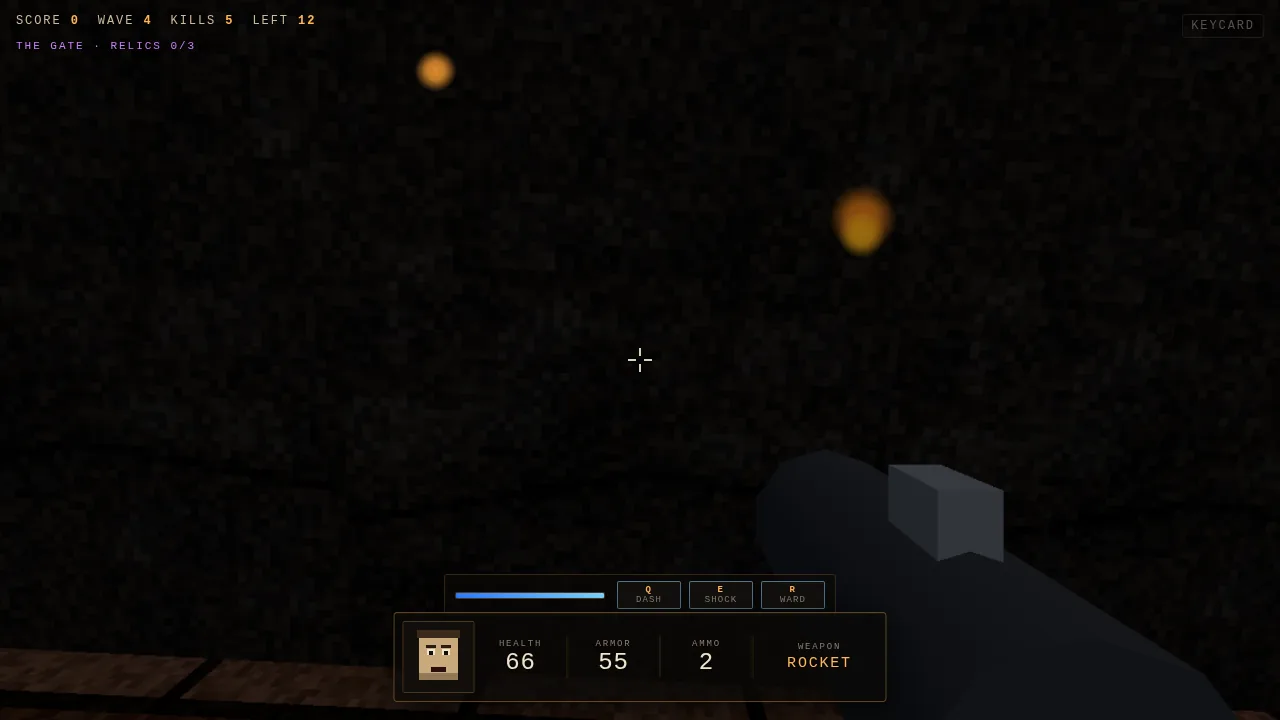 SCORE 0 WAVE 4 KILLS 5 LEFT 12
KEYCARD
THE GATE · RELICS 0/3
Q E R
DASH SHOCK WARD
HEALTH ARMOR AMMO WEAPON
66 55 2 ROCKET